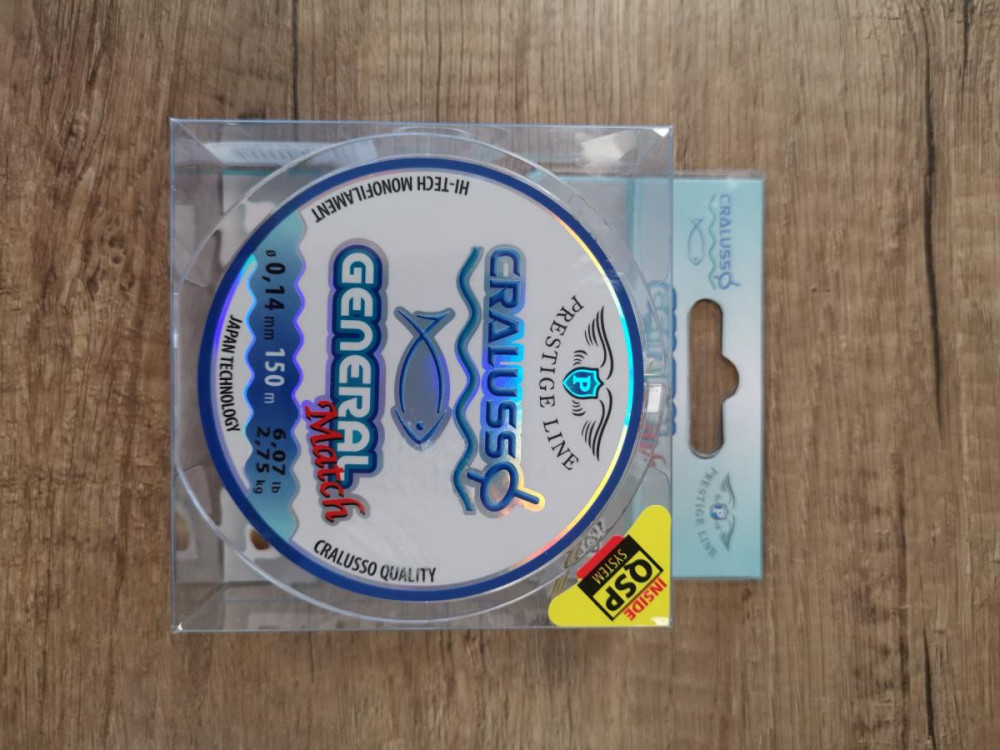 CRALUSSO
PRESTIGE LINE
P
PRESTIGE LINE
CRALUSSO
GENERAL
Match
HI-TECH MONOFILAMENT
ø 0,14 mm 150 m 6,07 lb
2,75 kg
JAPAN TECHNOLOGY
CRALUSSO QUALITY
INSIDE
QSP
SYSTEM